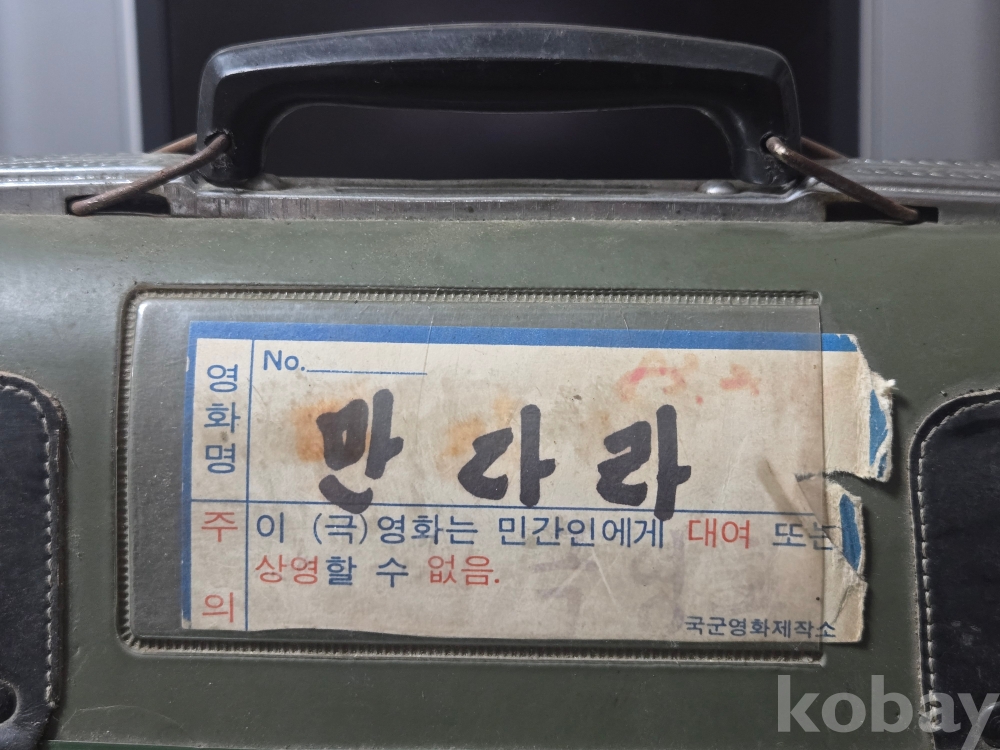 영화명
No.
만다라
주의
이 (극)영화는 민간인에게 대여 또는
상영할 수 없음.
국군영화제작소
kobay